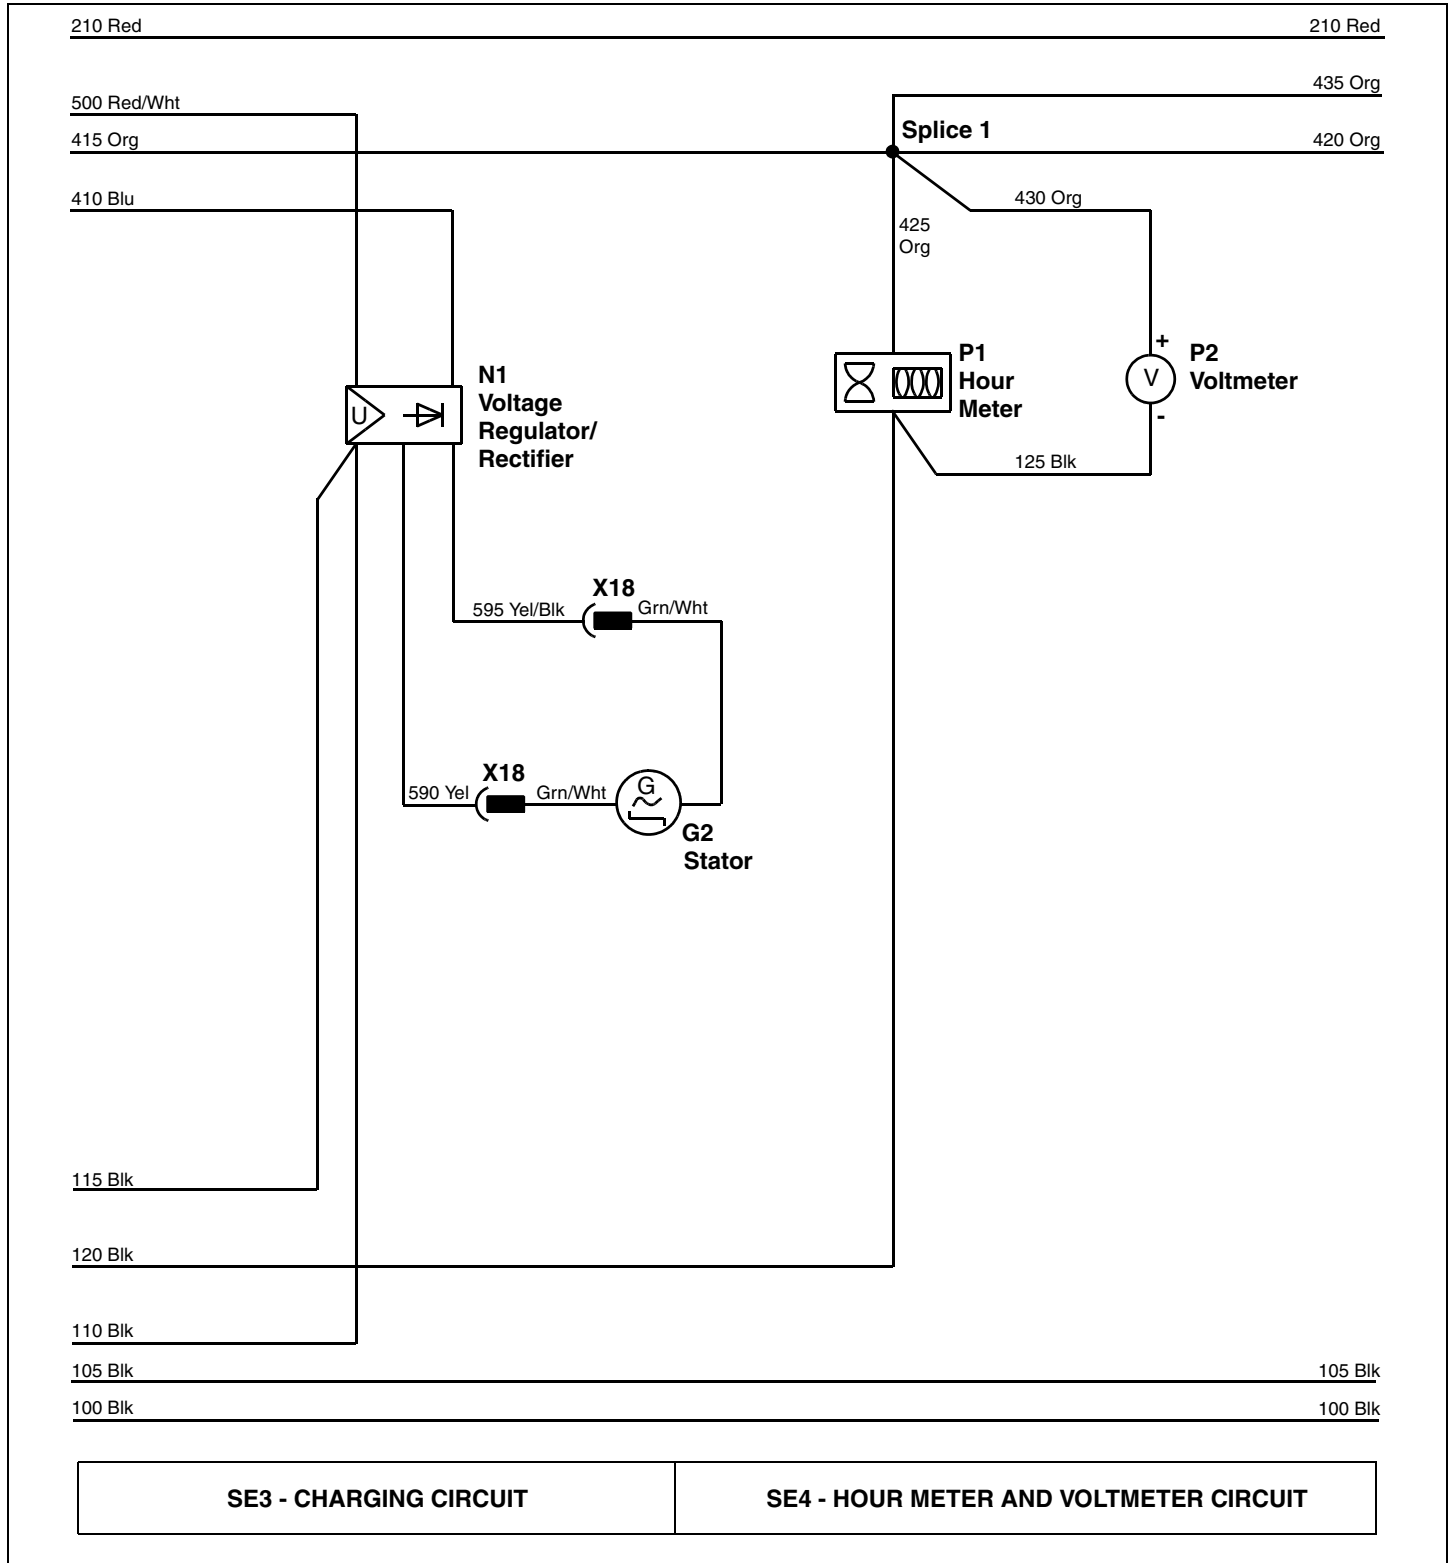 210 Red
210 Red
435 Org
500 Red/Wht
Splice 1
415 Org
420 Org
410 Blu
430 Org
425
Org
N1
Voltage
Regulator/
Rectifier
U
P1
Hour
Meter
+
V
-
P2
Voltmeter
125 Blk
X18
595 Yel/Blk
Grn/Wht
X18
590 Yel
Grn/Wht
G
G2
Stator
115 Blk
120 Blk
110 Blk
105 Blk
105 Blk
100 Blk
100 Blk
SE3 - CHARGING CIRCUIT
SE4 - HOUR METER AND VOLTMETER CIRCUIT